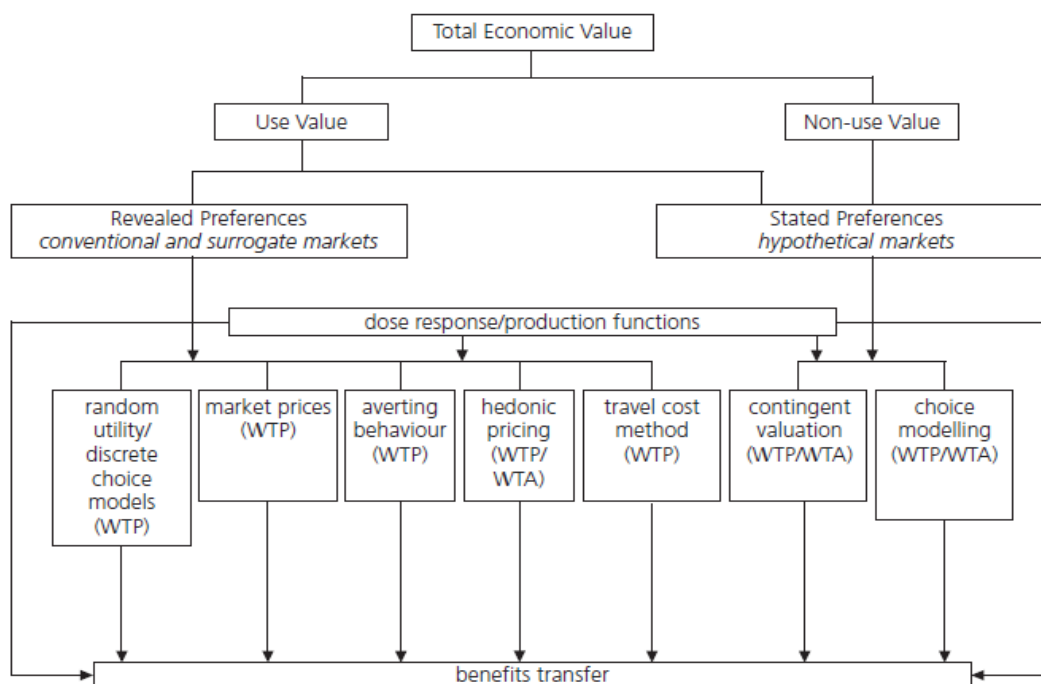 Total Economic Value
Use Value
Non-use Value
Revealed Preferences
conventional and surrogate markets
Stated Preferences
hypothetical markets
dose response/production functions
random
utility/
discrete
choice
models
(WTP)
market prices
(WTP)
averting
behaviour
(WTP)
hedonic
pricing
(WTP/
WTA)
travel cost
method
(WTP)
contingent
valuation
(WTP/WTA)
choice
modelling
(WTP/WTA)
benefits transfer